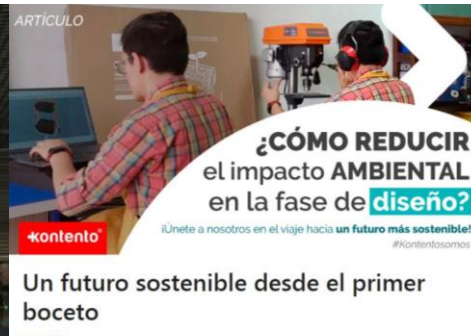 ARTÍCULO
¿CÓMO REDUCIR
el impacto AMBIENTAL
en la fase de diseño?
¡Únete a nosotros en el viaje hacia un futuro más sostenible!
#Kontentosomos
kontento®
Un futuro sostenible desde el primer
boceto